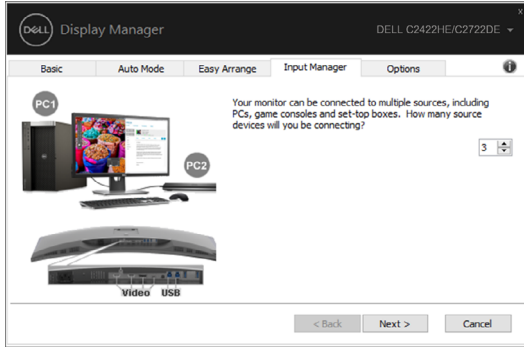 DELL Display Manager
DELL C2422HE/C2722DE
Basic Auto Mode Easy Arrange Input Manager Options
PC1
Your monitor can be connected to multiple sources, including
PCs, game consoles and set-top boxes. How many source
devices will you be connecting?
3
PC2
Video USB
< Back Next > Cancel